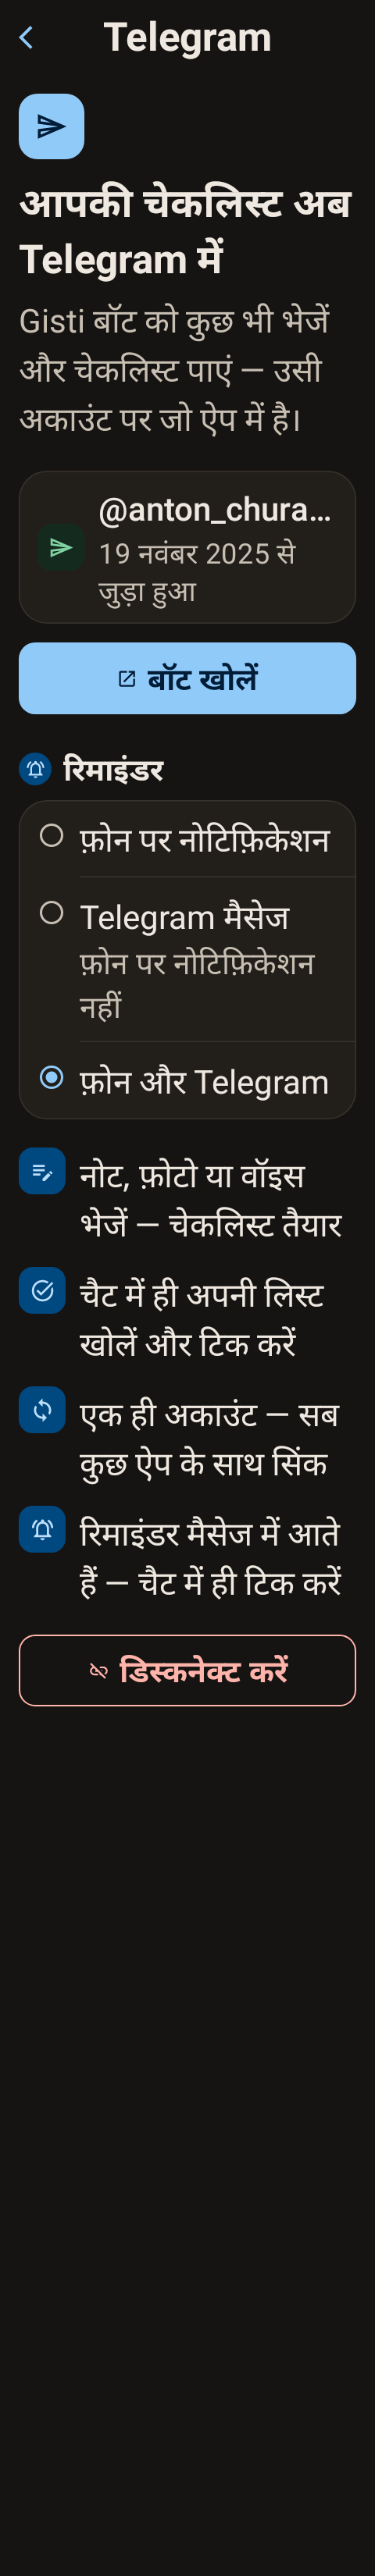 Telegram
आपकी चेकलिस्ट अब
Telegram में
Gisti बॉट को कुछ भी भेजें
और चेकलिस्ट पाएं — उसी
अकाउंट पर जो ऐप में है।
@anton_chura...
19 नवंबर 2025 से
जुड़ा हुआ
बॉट खोलें
रिमाइंडर
फ़ोन पर नोटिफ़िकेशन
Telegram मैसेज
फ़ोन पर नोटिफ़िकेशन
नहीं
फ़ोन और Telegram
नोट, फ़ोटो या वॉइस
भेजें — चेकलिस्ट तैयार
चैट में ही अपनी लिस्ट
खोलें और टिक करें
एक ही अकाउंट — सब
कुछ ऐप के साथ सिंक
रिमाइंडर मैसेज में आते
हैं — चैट में ही टिक करें
डिस्कनेक्ट करें